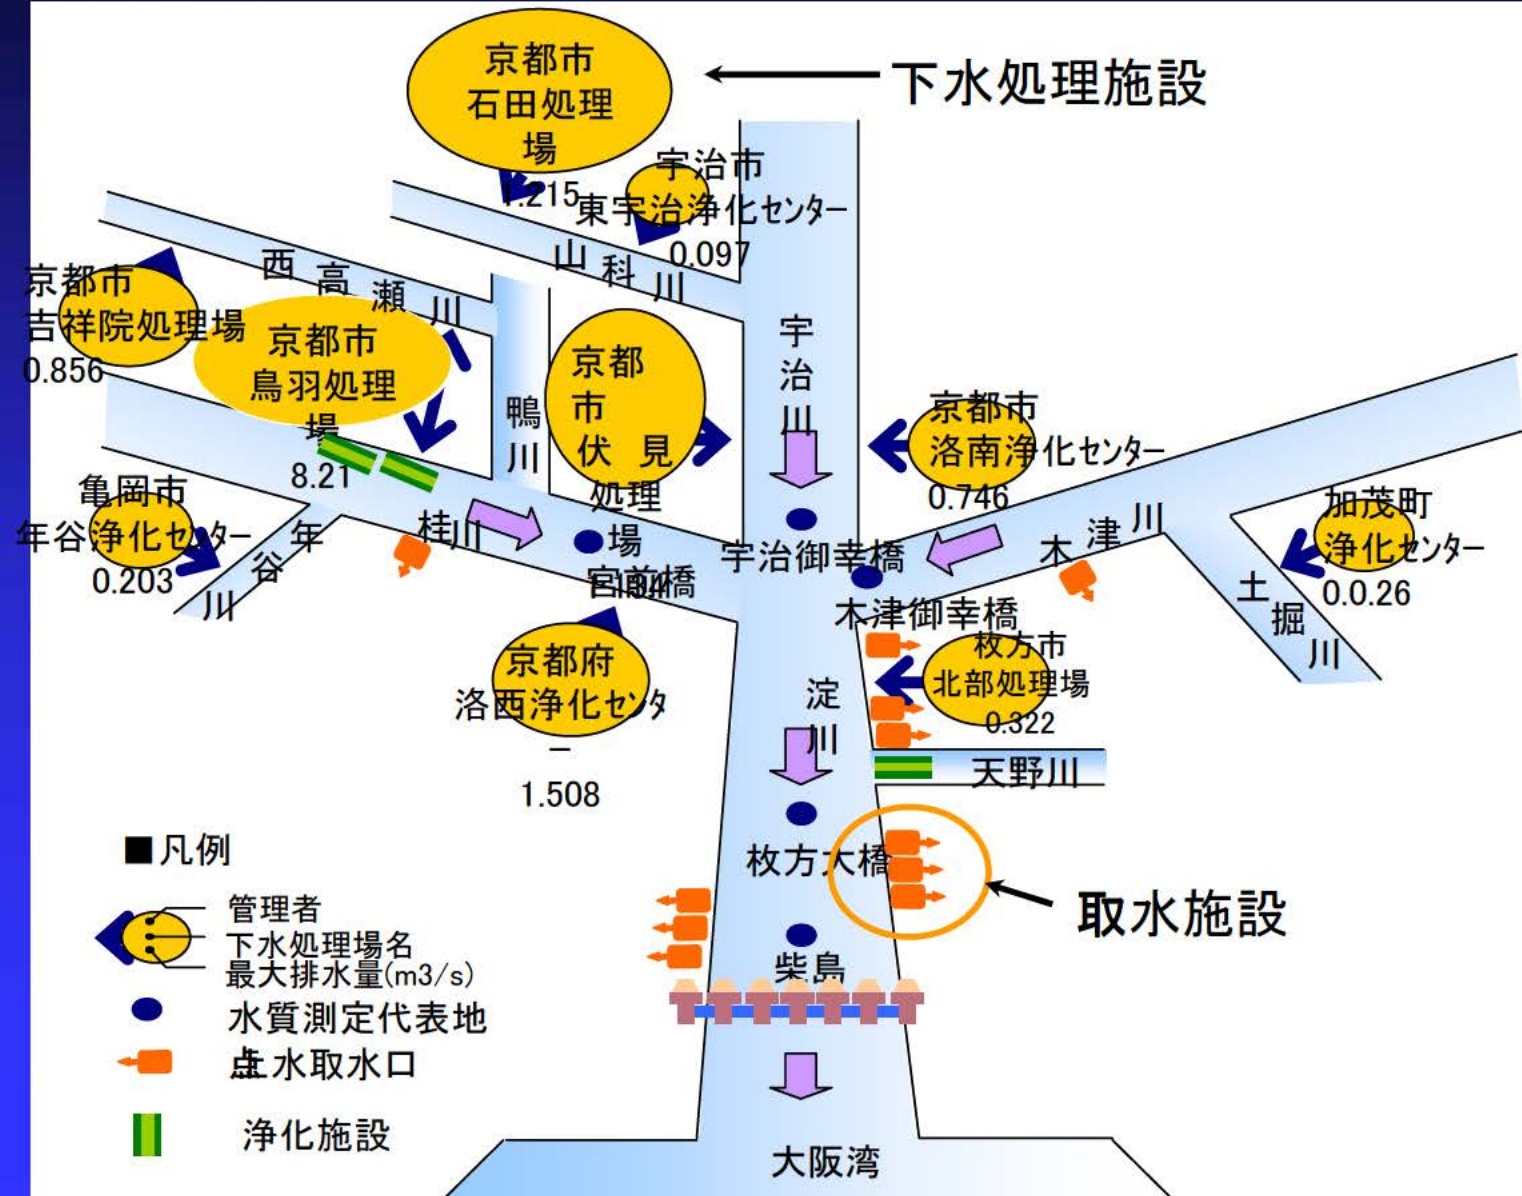 京都市
石田処理
場
1.215
下水処理施設
宇治市
東宇治浄化センター
0.097
山科川
西高瀬川
京都市
吉祥院処理場
0.856
京都市
鳥羽処理
場
8.21
鴨川
京都
市
伏 見
処理
場
宇治川
京都市
洛南浄化センター
0.746
亀岡市
年谷浄化センター
0.203
年谷川
桂川
宮前橋
宇治御幸橋
木津川
木津御幸橋
加茂町
浄化センター
0.0.26
土掘川
京都府
洛西浄化センタ
ー
1.508
枚方市
北部処理場
0.322
淀川
天野川
枚方大橋
取水施設
柴島
大阪湾
■凡例
管理者
下水処理場名
最大排水量(m3/s)
水質測定代表地
点
上水取水口
浄化施設